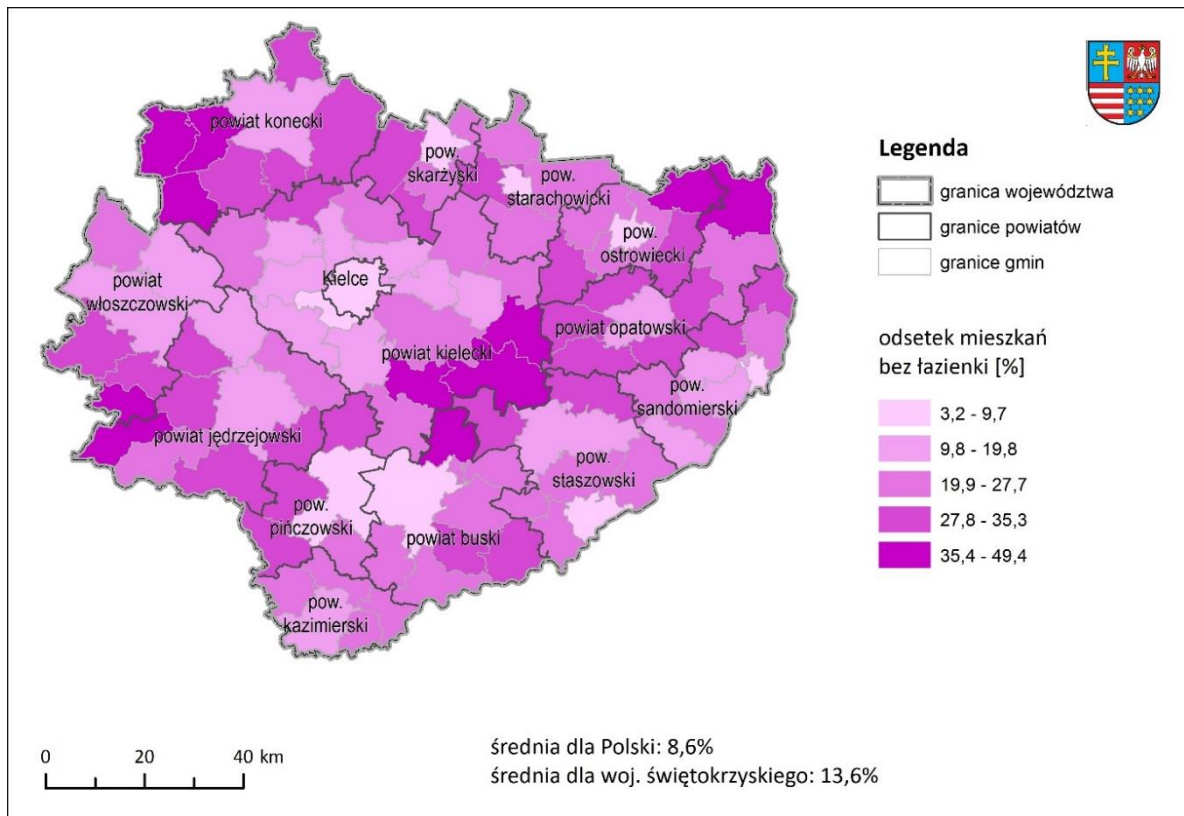 powiat konecki
pow.
skarżyski
pow.
starachowicki
pow.
ostrowiecki
Kielce
powiat
włoszczowski
powiat opatowski
powiat kielecki
pow.
sandomierski
powiat jędrzejowski
pow.
staszowski
pow.
pińczowski
powiat buski
pow.
kazimierski
Legenda
granica województwa
granice powiatów
granice gmin
odsetek mieszkań
bez łazienki [%]
3,2 - 9,7
9,8 - 19,8
19,9 - 27,7
27,8 - 35,3
35,4 - 49,4
0 20 40 km
średnia dla Polski: 8,6%
średnia dla woj. świętokrzyskiego: 13,6%